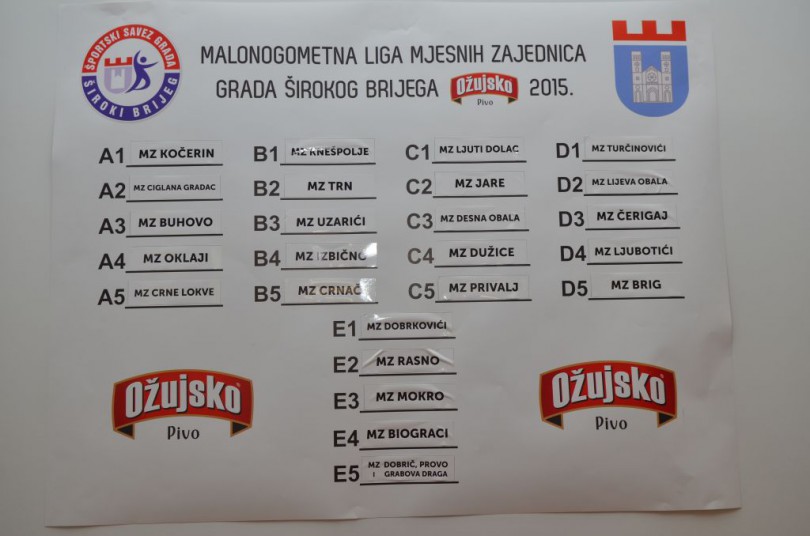 ŠPORTSKI SAVEZ GRADA
ŠIROKI BRIJEG
MALONOGOMETNA LIGA MJESNIH ZAJEDNICA
GRADA ŠIROKOG BRIJEGA Ožujsko Pivo 2015.
A1 MZ KOČERIN
A2 MZ CIGLANA GRADAC
A3 MZ BUHOVO
A4 MZ OKLAJI
A5 MZ CRNE LOKVE
B1 MZ KNEŠPOLJE
B2 MZ TRN
B3 MZ UZARIĆI
B4 MZ IZBIČNO
B5 MZ CRNAČ
C1 MZ LJUTI DOLAC
C2 MZ JARE
C3 MZ DESNA OBALA
C4 MZ DUŽICE
C5 MZ PRIVALJ
D1 MZ TURČINOVIĆI
D2 MZ LIJEVA OBALA
D3 MZ ČERIGAJ
D4 MZ LJUBOTIĆI
D5 MZ BRIG
E1 MZ DOBRKOVIĆI
E2 MZ RASNO
E3 MZ MOKRO
E4 MZ BIOGRACI
E5 MZ DOBRIČ, PROVO
I GRABOVA DRAGA
Ožujsko
Pivo
Ožujsko
Pivo